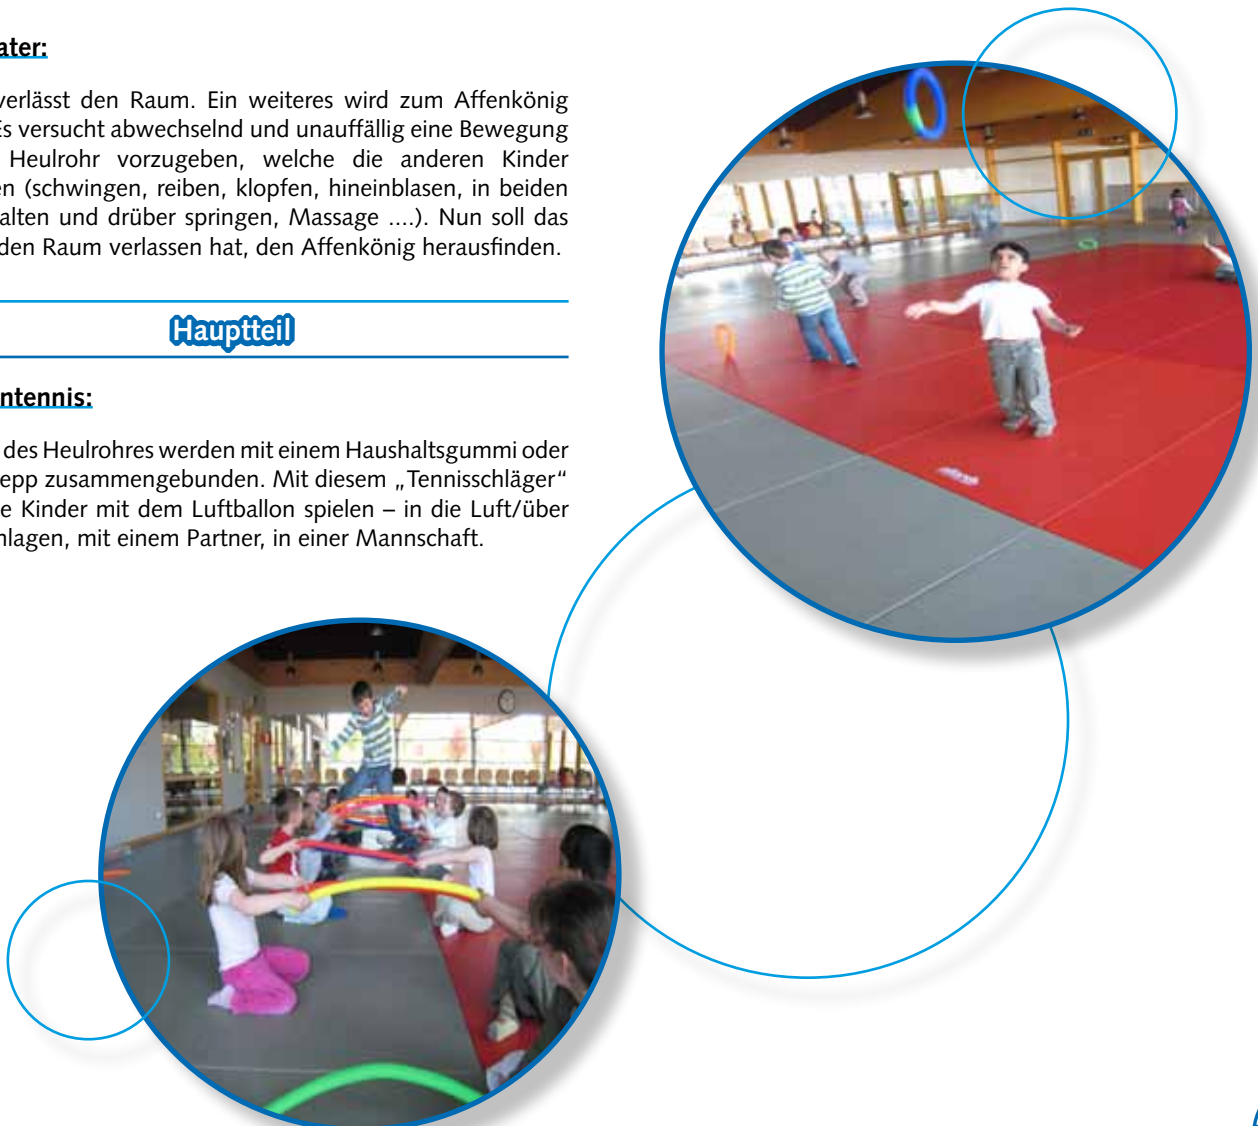 ater:
verlässt den Raum. Ein weiteres wird zum Affenkönig
Es versucht abwechselnd und unauffällig eine Bewegung
Heulrohr vorzugeben, welche die anderen Kinder
en (schwingen, reiben, klopfen, hineinblasen, in beiden
alten und drüber springen, Massage ....). Nun soll das
den Raum verlassen hat, den Affenkönig herausfinden.
Hauptteil
ntennis:
des Heulrohres werden mit einem Haushaltsgummi oder
epp zusammengebunden. Mit diesem „Tennisschläger“
e Kinder mit dem Luftballon spielen – in die Luft/über
hlagen, mit einem Partner, in einer Mannschaft.